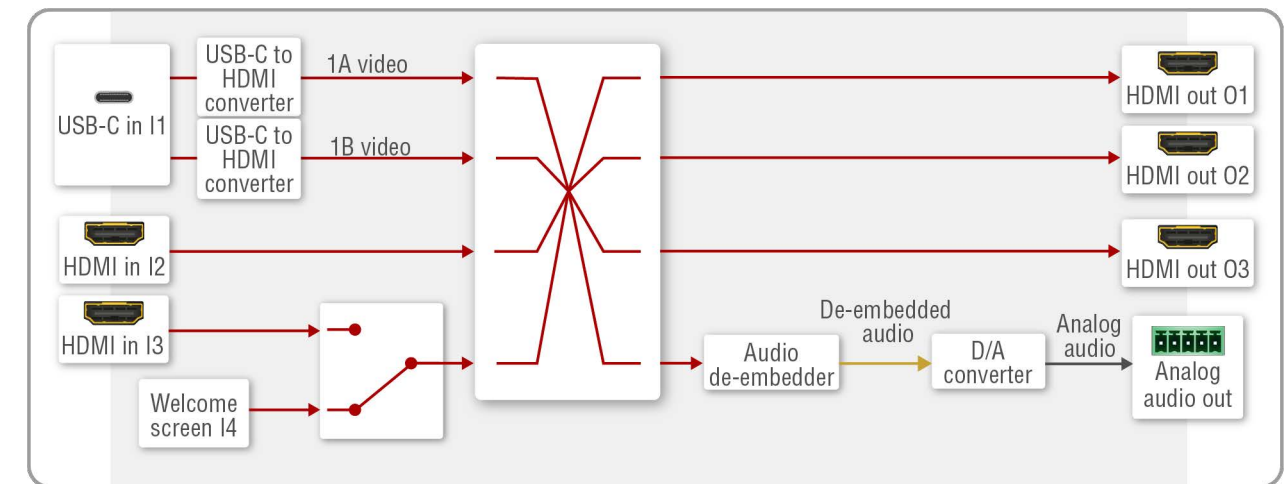 USB-C in I1
USB-C to
HDMI
converter
1A video
USB-C to
HDMI
converter
1B video
HDMI in I2
HDMI in I3
Welcome
screen I4
HDMI out O1
HDMI out O2
HDMI out O3
Audio
de-embedder
De-embedded
audio
D/A
converter
Analog
audio
Analog
audio out